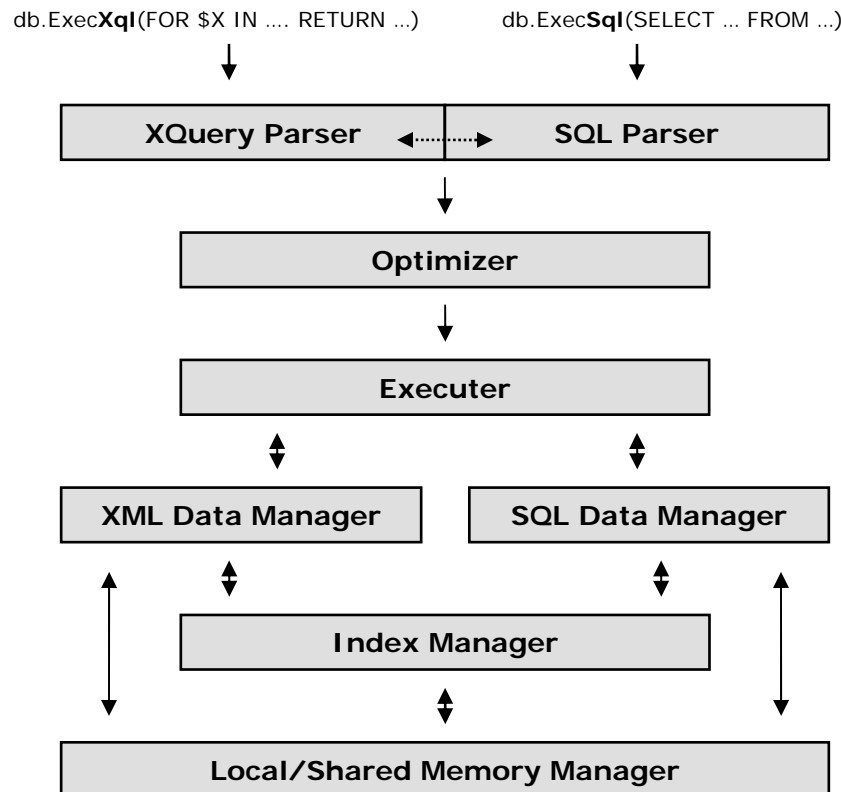 db.ExecXql(FOR $X IN .... RETURN ...)
db.ExecSql(SELECT ... FROM ...)
XQuery Parser
SQL Parser
Optimizer
Executer
XML Data Manager
SQL Data Manager
Index Manager
Local/Shared Memory Manager